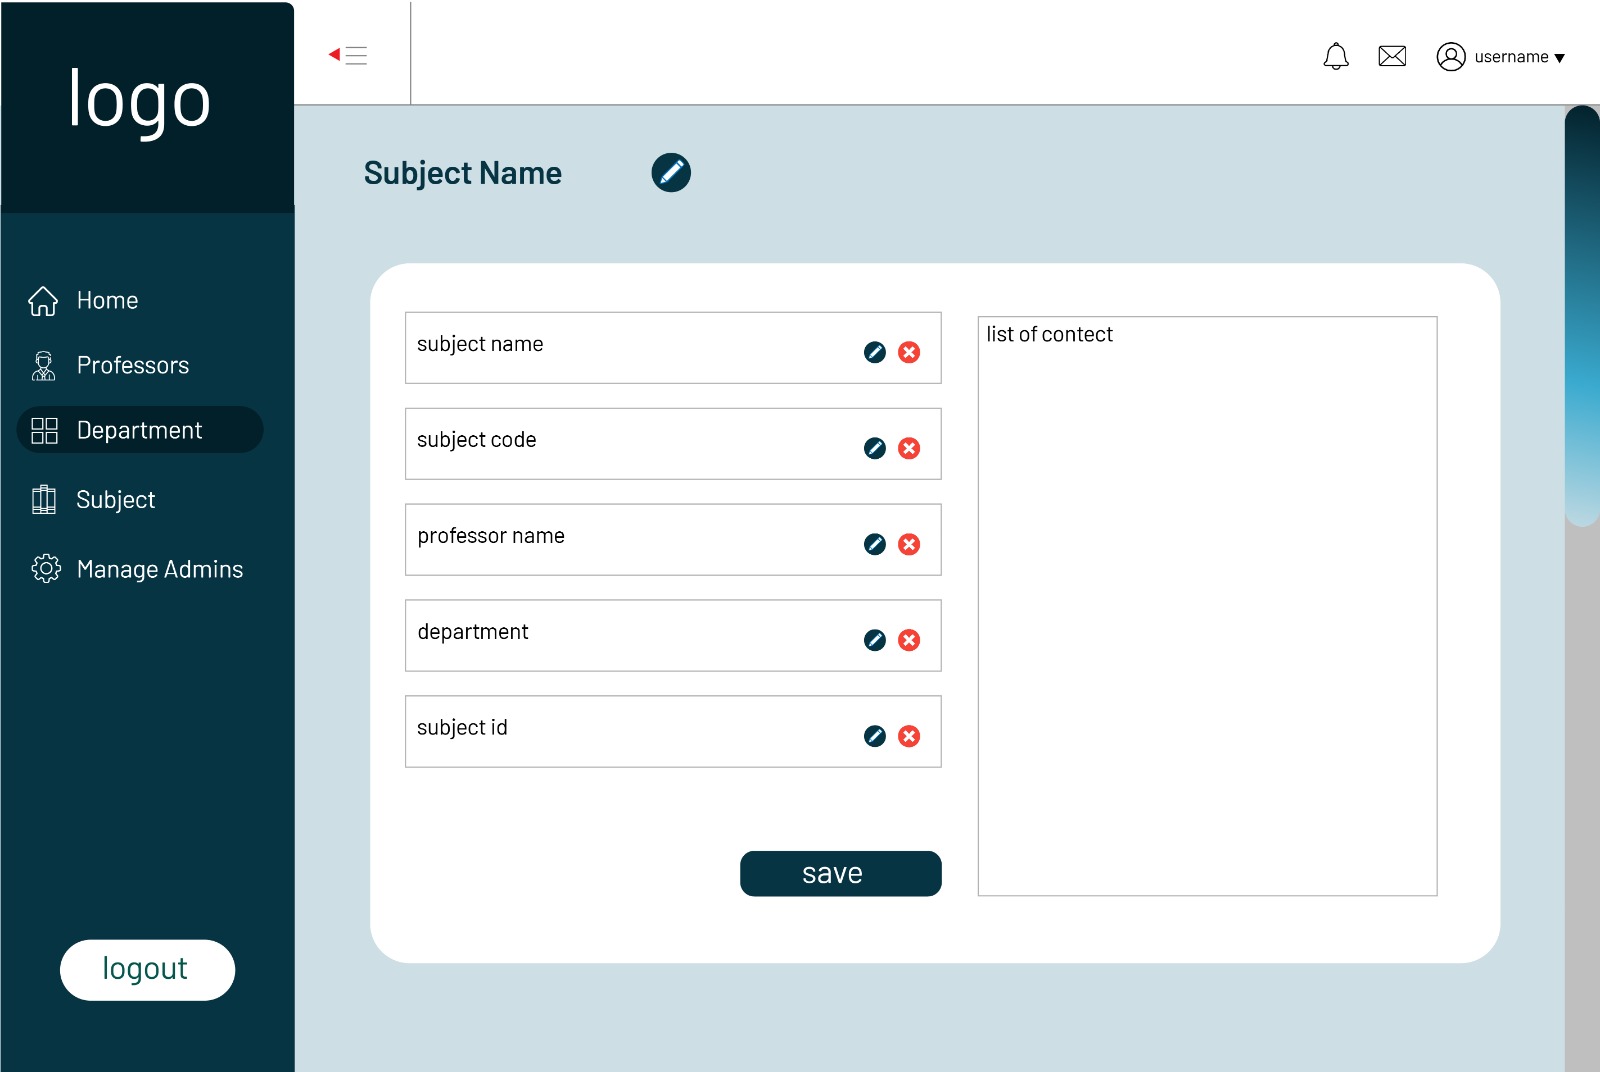 logo
username
Subject Name
Home
Professors
Department
Subject
Manage Admins
logout
subject name
subject code
professor name
department
subject id
save
list of contect